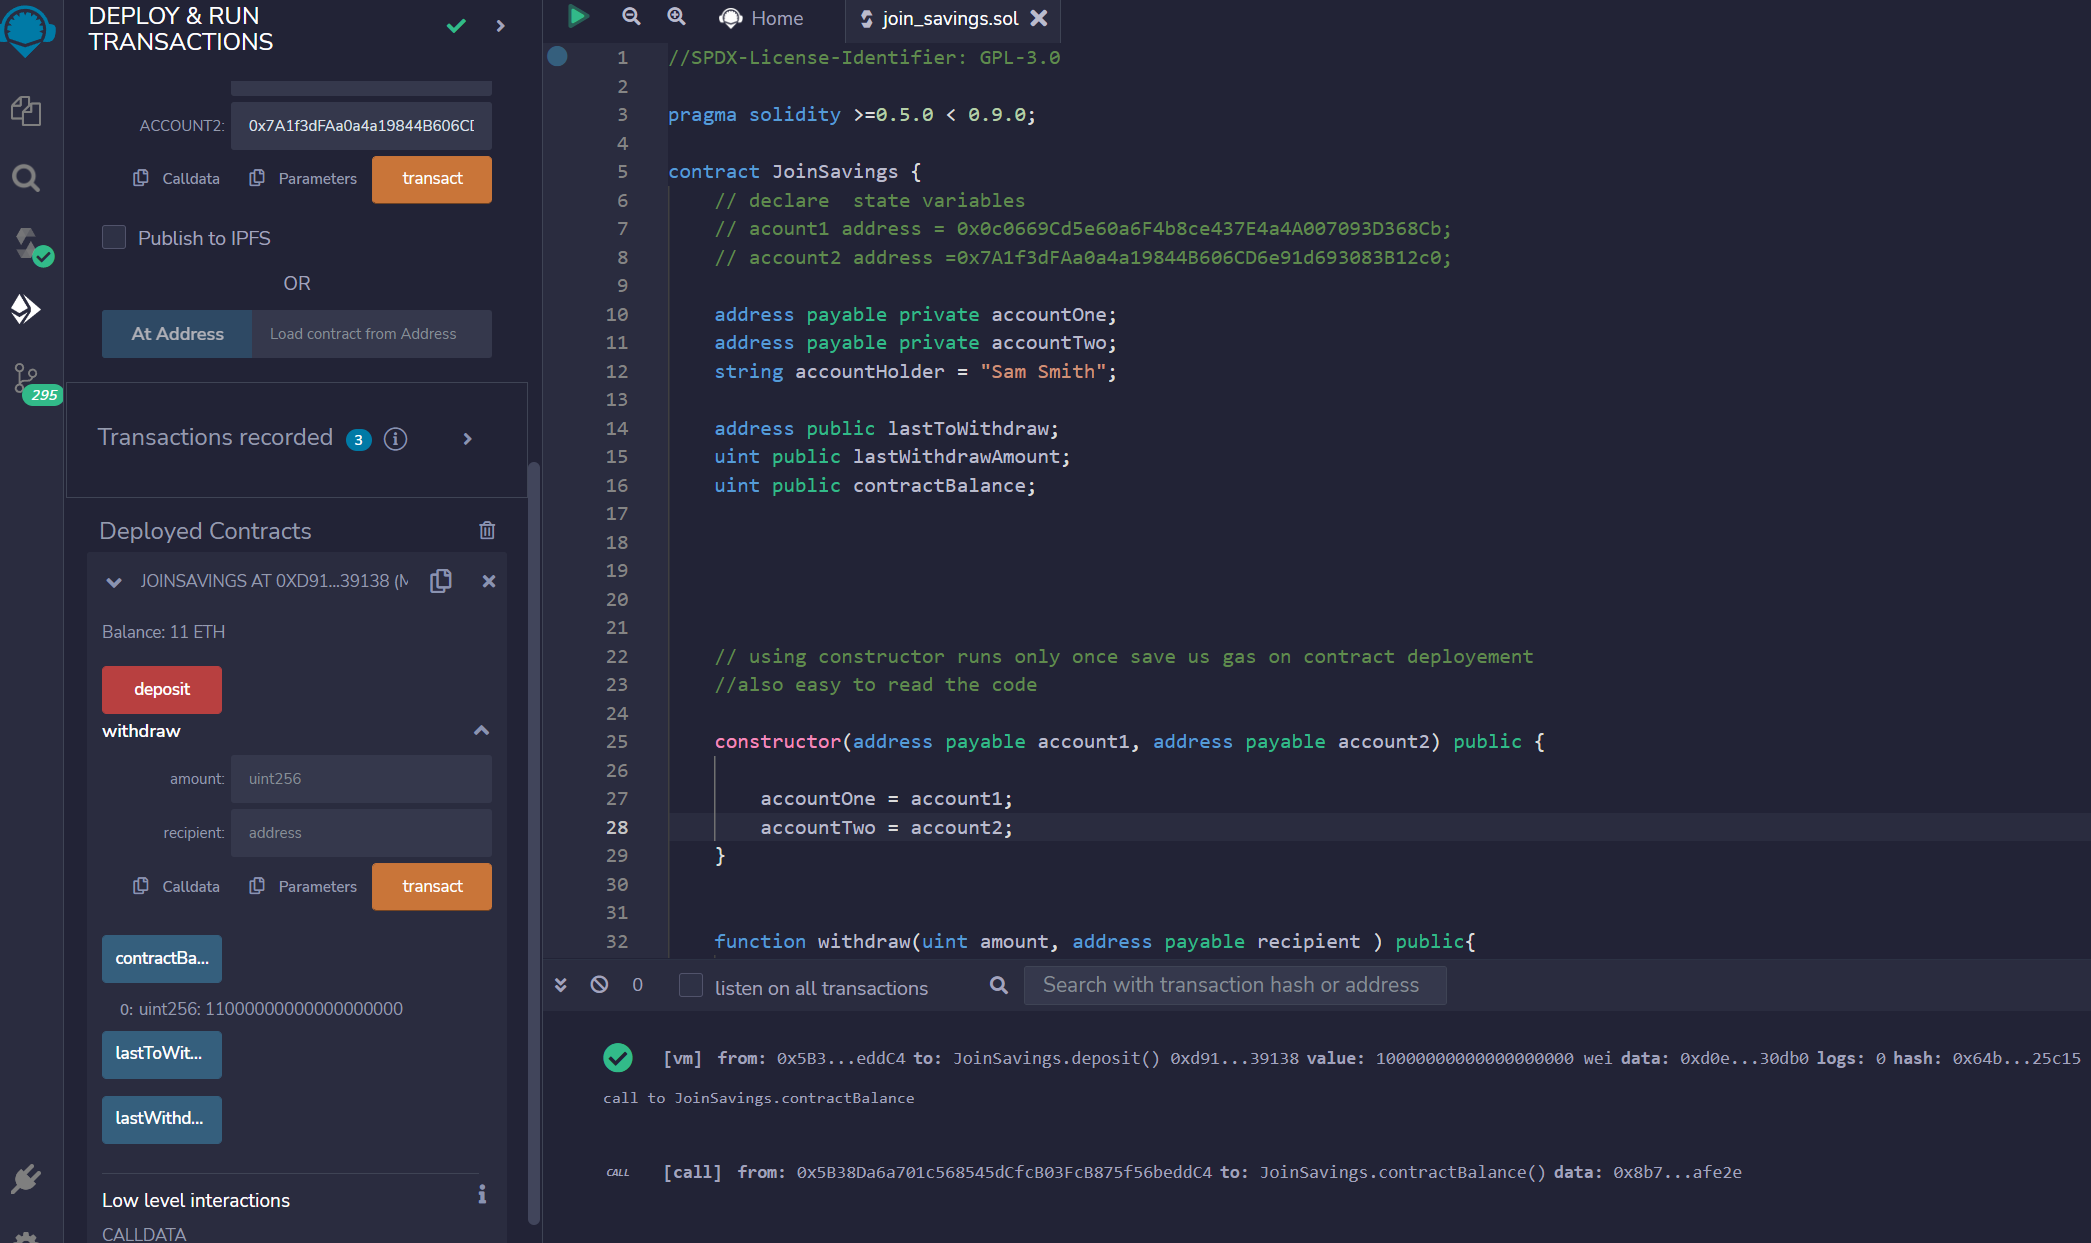 DEPLOY & RUN
TRANSACTIONS
ACCOUNT2: 0x7A1f3dFAa0a4a19844B606CD
Calldata Parameters transact
Publish to IPFS
OR
At Address Load contract from Address
295
Transactions recorded 3 i
Deployed Contracts
JOINSAVINGS AT 0XD91...39138 (M
Balance: 11 ETH
deposit
withdraw
amount: uint256
recipient: address
Calldata Parameters transact
contractBa...
0: uint256: 11000000000000000000
lastToWit...
lastWithd...
Low level interactions i
CALLDATA
Home join_savings.sol
1 //SPDX-License-Identifier: GPL-3.0
2
3 pragma solidity >=0.5.0 < 0.9.0;
4
5 contract JoinSavings {
6 // declare  state variables
7 // acount1 address = 0x0c0669Cd5e60a6F4b8ce437E4a4A007093D368Cb;
8 // account2 address =0x7A1f3dFAa0a4a19844B606CD6e91d693083B12c0;
9
10 address payable private accountOne;
11 address payable private accountTwo;
12 string accountHolder = "Sam Smith";
13
14 address public lastToWithdraw;
15 uint public lastWithdrawAmount;
16 uint public contractBalance;
17
18
19
20
21
22 // using constructor runs only once save us gas on contract deployement
23 //also easy to read the code
24
25 constructor(address payable account1, address payable account2) public {
26
27 accountOne = account1;
28 accountTwo = account2;
29 }
30
31
32 function withdraw(uint amount, address payable recipient ) public{
0 listen on all transactions Search with transaction hash or address
[vm] from: 0x5B3...eddC4 to: JoinSavings.deposit() 0xd91...39138 value: 10000000000000000000 wei data: 0xd0e...30db0 logs: 0 hash: 0x64b...25c15
call to JoinSavings.contractBalance
CALL [call] from: 0x5B38Da6a701c568545dCfcB03FcB875f56beddC4 to: JoinSavings.contractBalance() data: 0x8b7...afe2e